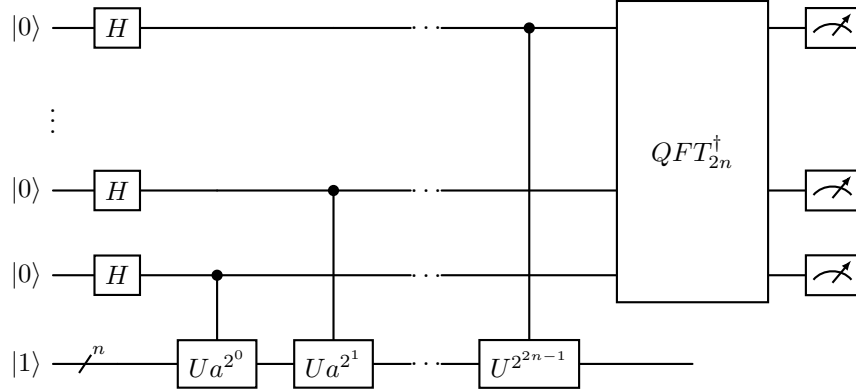 |0⟩ H ··· QFT†₂ₙ
⋮
|0⟩ H ···
|0⟩ H ···
|1⟩ n Ua^{2^0} Ua^{2^1} ··· U^{2^{2n−1}}